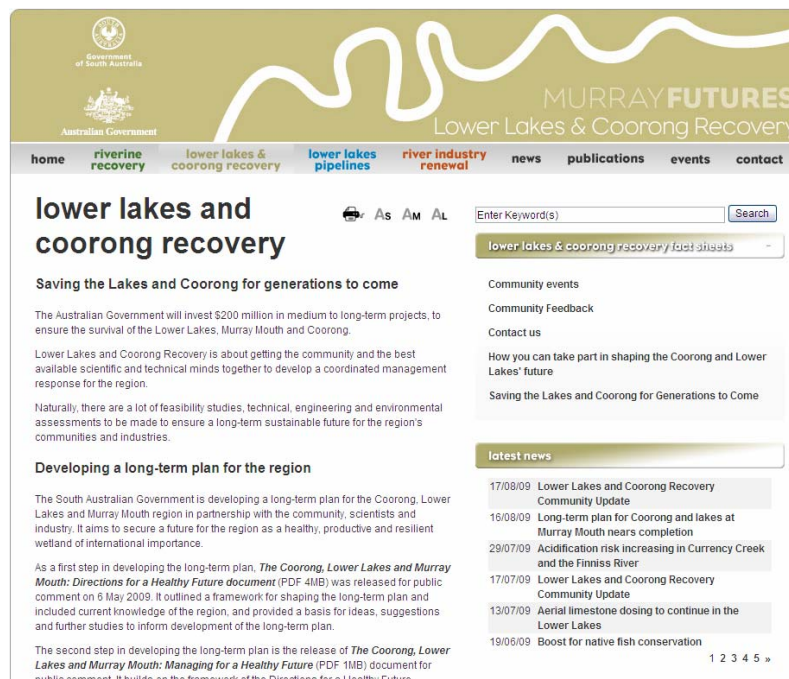 Government
of South Australia
Australian Government
MURRAYFUTURES
Lower Lakes & Coorong Recovery
home
riverine
recovery
lower lakes &
coorong recovery
lower lakes
pipelines
river industry
renewal
news
publications
events
contact
lower lakes and
coorong recovery
As AM AL
Enter Keyword(s)
Search
Saving the Lakes and Coorong for generations to come
The Australian Government will invest $200 million in medium to long-term projects, to
ensure the survival of the Lower Lakes, Murray Mouth and Coorong.
Lower Lakes and Coorong Recovery is about getting the community and the best
available scientific and technical minds together to develop a coordinated management
response for the region.
Naturally, there are a lot of feasibility studies, technical, engineering and environmental
assessments to be made to ensure a long-term sustainable future for the region's
communities and industries.
Developing a long-term plan for the region
The South Australian Government is developing a long-term plan for the Coorong, Lower
Lakes and Murray Mouth region in partnership with the community, scientists and
industry. It aims to secure a future for the region as a healthy, productive and resilient
wetland of international importance.
As a first step in developing the long-term plan, The Coorong, Lower Lakes and Murray
Mouth: Directions for a Healthy Future document (PDF 4MB) was released for public
comment on 6 May 2009. It outlined a framework for shaping the long-term plan and
included current knowledge of the region, and provided a basis for ideas, suggestions
and further studies to inform development of the long-term plan.
The second step in developing the long-term plan is the release of The Coorong, Lower
Lakes and Murray Mouth: Managing for a Healthy Future (PDF 1MB) document for
public comment. It builds on the framework of the Directions for a Healthy Future
lower lakes & coorong recovery fact sheets
Community events
Community Feedback
Contact us
How you can take part in shaping the Coorong and Lower
Lakes' future
Saving the Lakes and Coorong for Generations to Come
latest news
17/08/09 Lower Lakes and Coorong Recovery
Community Update
16/08/09 Long-term plan for Coorong and lakes at
Murray Mouth nears completion
29/07/09 Acidification risk increasing in Currency Creek
and the Finniss River
17/07/09 Lower Lakes and Coorong Recovery
Community Update
13/07/09 Aerial limestone dosing to continue in the
Lower Lakes
19/06/09 Boost for native fish conservation
1 2 3 4 5 »